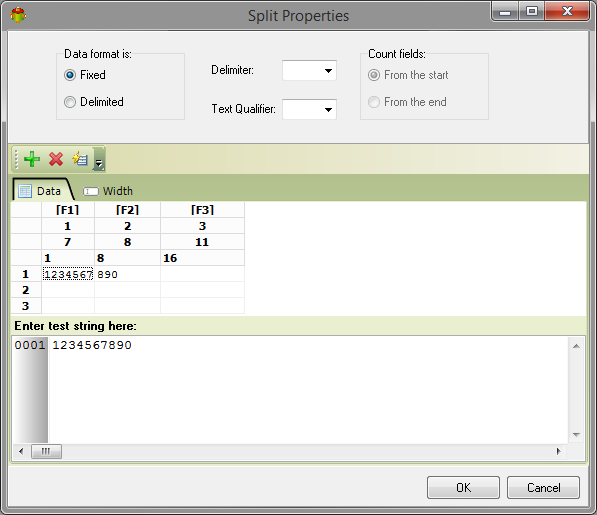 Split Properties
Data format is:
Fixed
Delimited
Delimiter:
Text Qualifier:
Count fields:
From the start
From the end
Data Width
[F1] [F2] [F3]
1 2 3
7 8 11
1 8 16
1 1234567 890
2
3
Enter test string here:
0001 1234567890
OK Cancel